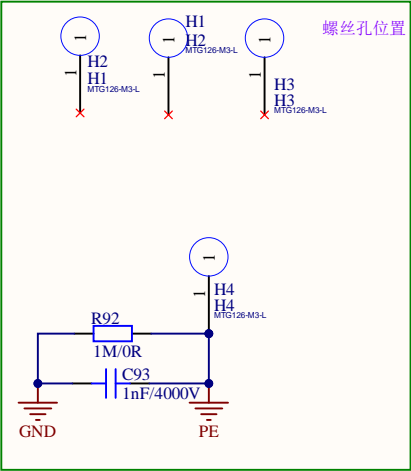 螺丝孔位置
1
1
H2
H1
MTG126-M3-L
1
1
H1
H2
MTG126-M3-L
1
1
H3
H3
MTG126-M3-L
1
1
H4
H4
MTG126-M3-L
R92
1M/0R
C93
1nF/4000V
GND
PE